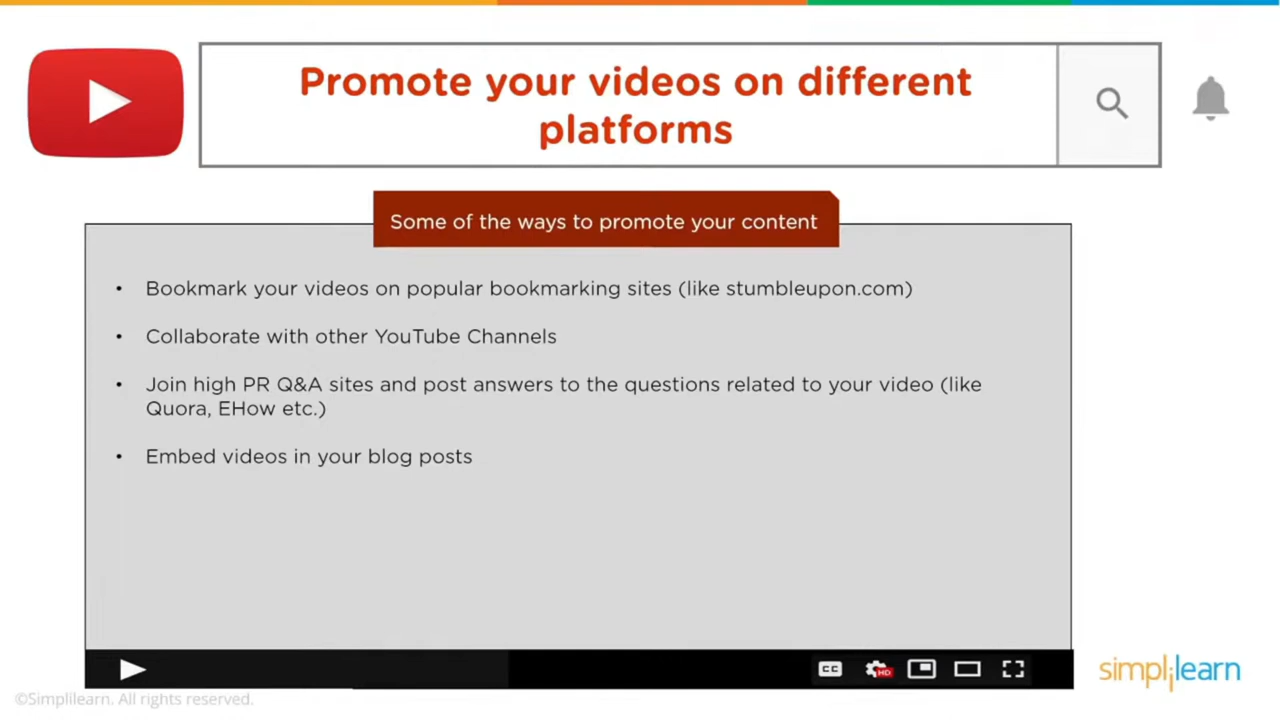 Promote your videos on different
platforms
Some of the ways to promote your content
• Bookmark your videos on popular bookmarking sites (like stumbleupon.com)
• Collaborate with other YouTube Channels
• Join high PR Q&A sites and post answers to the questions related to your video (like
Quora, EHow etc.)
• Embed videos in your blog posts
CC
HD
simplilearn
©Simplilearn. All rights reserved.